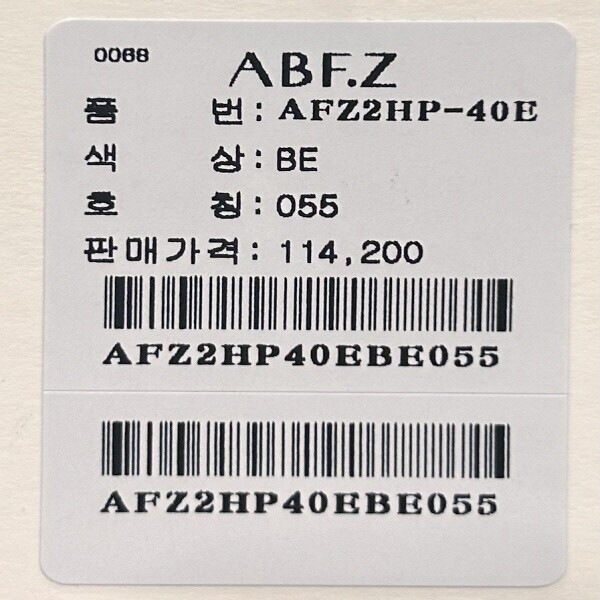 0068
ABF.Z
품 번: AFZ2HP-40E
색 상: BE
호 칭: 055
판매가격: 114,200
AFZ2HP40EBE055
AFZ2HP40EBE055